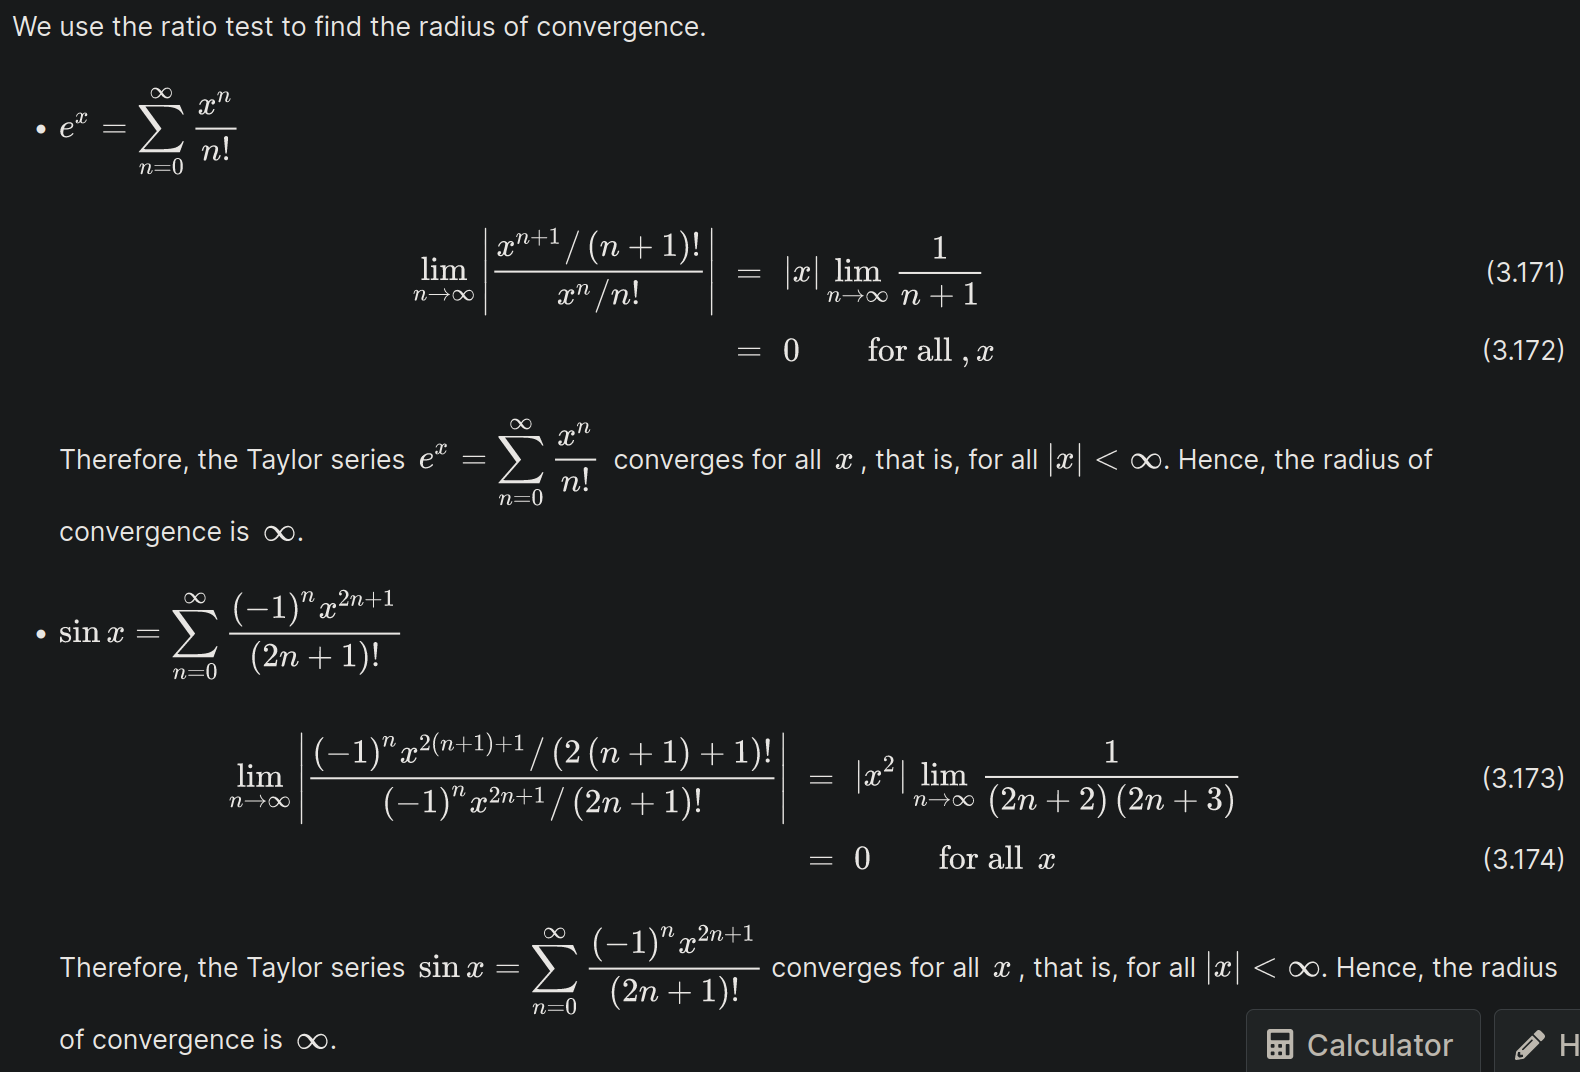 We use the ratio test to find the radius of convergence.
• $e^x = \sum_{n=0}^{\infty} \frac{x^n}{n!}$
$\lim_{n\to\infty} \left| \frac{x^{n+1}/(n+1)!}{x^n/n!} \right| = |x| \lim_{n\to\infty} \frac{1}{n+1}$ (3.171)
$= 0 \quad \text{for all} , x$ (3.172)
Therefore, the Taylor series $e^x = \sum_{n=0}^{\infty} \frac{x^n}{n!}$ converges for all $x$ , that is, for all $|x| < \infty$. Hence, the radius of
convergence is $\infty$.
• $\sin x = \sum_{n=0}^{\infty} \frac{(-1)^n x^{2n+1}}{(2n+1)!}$
$\lim_{n\to\infty} \left| \frac{(-1)^n x^{2(n+1)+1}/(2(n+1)+1)!}{(-1)^n x^{2n+1}/(2n+1)!} \right| = |x^2| \lim_{n\to\infty} \frac{1}{(2n+2)(2n+3)}$ (3.173)
$= 0 \quad \text{for all } x$ (3.174)
Therefore, the Taylor series $\sin x = \sum_{n=0}^{\infty} \frac{(-1)^n x^{2n+1}}{(2n+1)!}$ converges for all $x$ , that is, for all $|x| < \infty$. Hence, the radius
of convergence is $\infty$.
Calculator